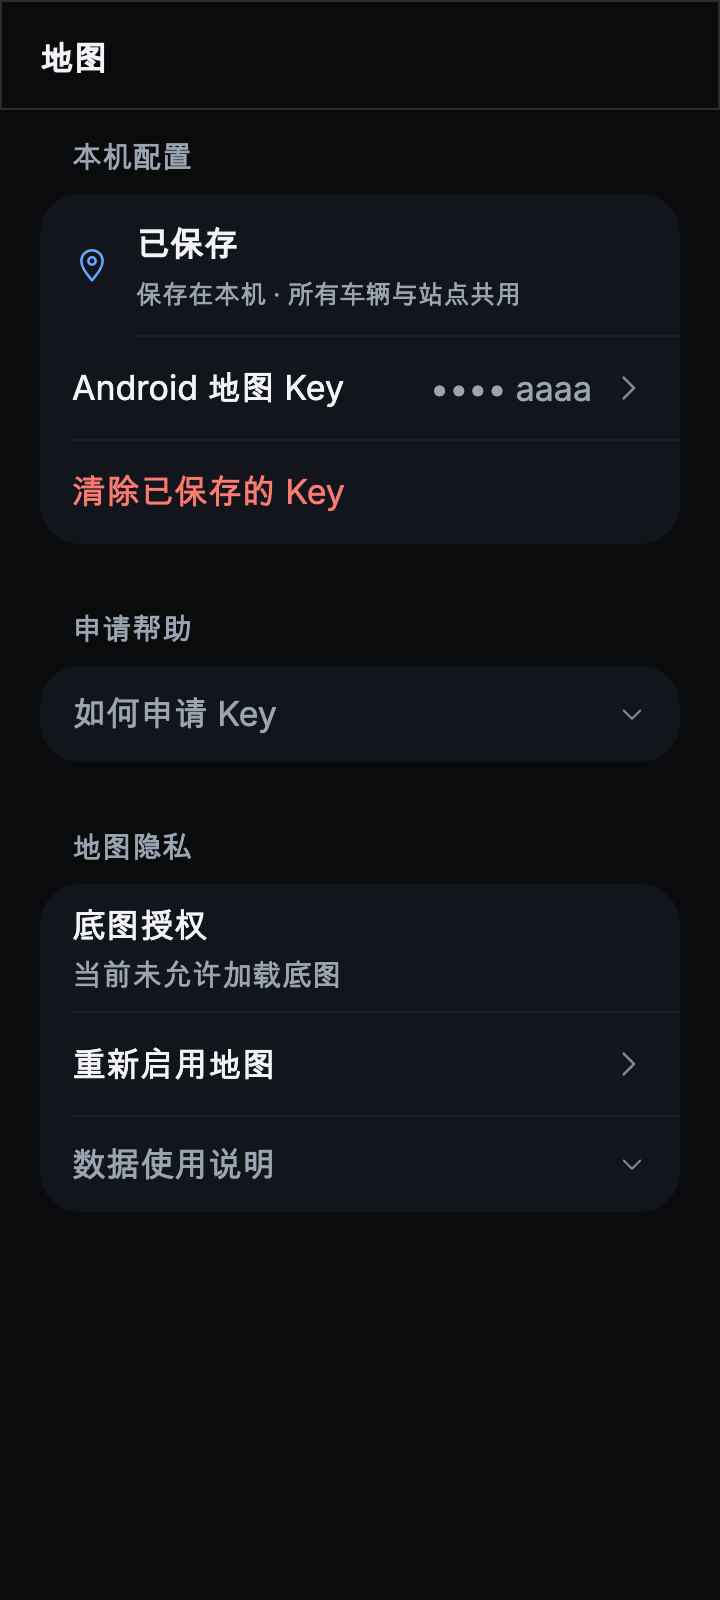 地图
本机配置
已保存
保存在本机 · 所有车辆与站点共用
Android 地图 Key •••• aaaa
清除已保存的 Key
申请帮助
如何申请 Key
地图隐私
底图授权
当前未允许加载底图
重新启用地图
数据使用说明